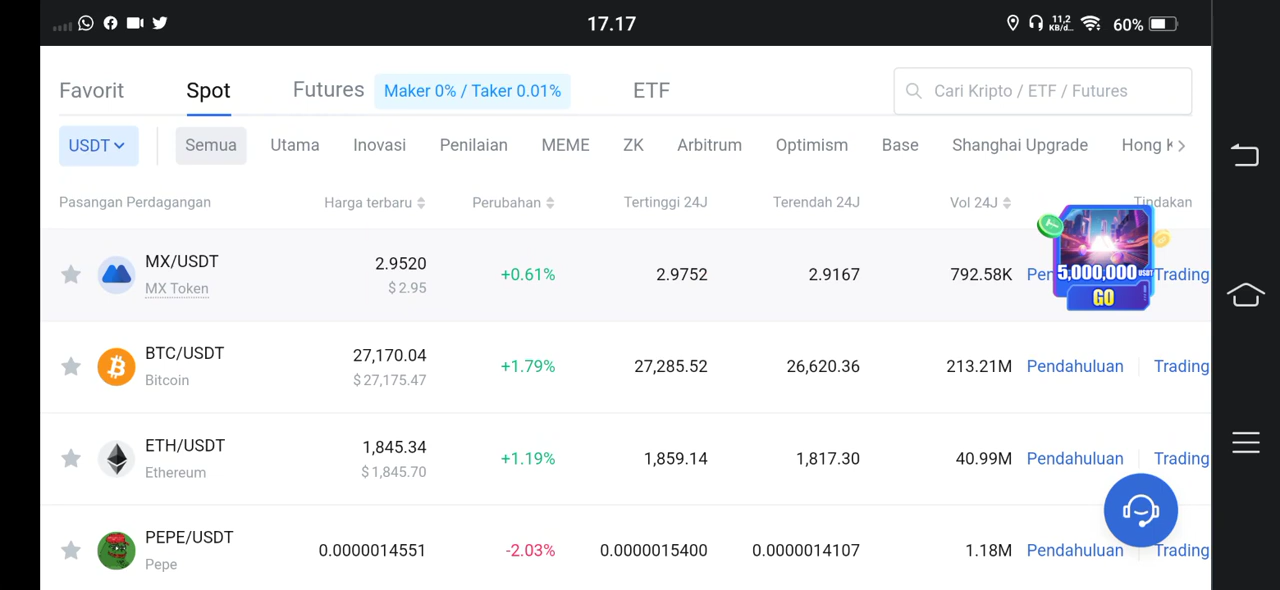 17.17
11,2
KB/d...
60%
Favorit
Spot
Futures
Maker 0% / Taker 0.01%
ETF
Cari Kripto / ETF / Futures
USDT
Semua
Utama
Inovasi
Penilaian
MEME
ZK
Arbitrum
Optimism
Base
Shanghai Upgrade
Hong
Pasangan Perdagangan
Harga terbaru
Perubahan
Tertinggi 24J
Terendah 24J
Vol 24J
Tindakan
MX/USDT
MX Token
2.9520
$ 2.95
+0.61%
2.9752
2.9167
792.58K
Pen
5,000,000 USDT
GO
Trading
BTC/USDT
Bitcoin
27,170.04
$ 27,175.47
+1.79%
27,285.52
26,620.36
213.21M
Pendahuluan
Trading
ETH/USDT
Ethereum
1,845.34
$ 1,845.70
+1.19%
1,859.14
1,817.30
40.99M
Pendahuluan
Trading
PEPE/USDT
Pepe
0.0000014551
-2.03%
0.0000015400
0.0000014107
1.18M
Pendahuluan
Trading